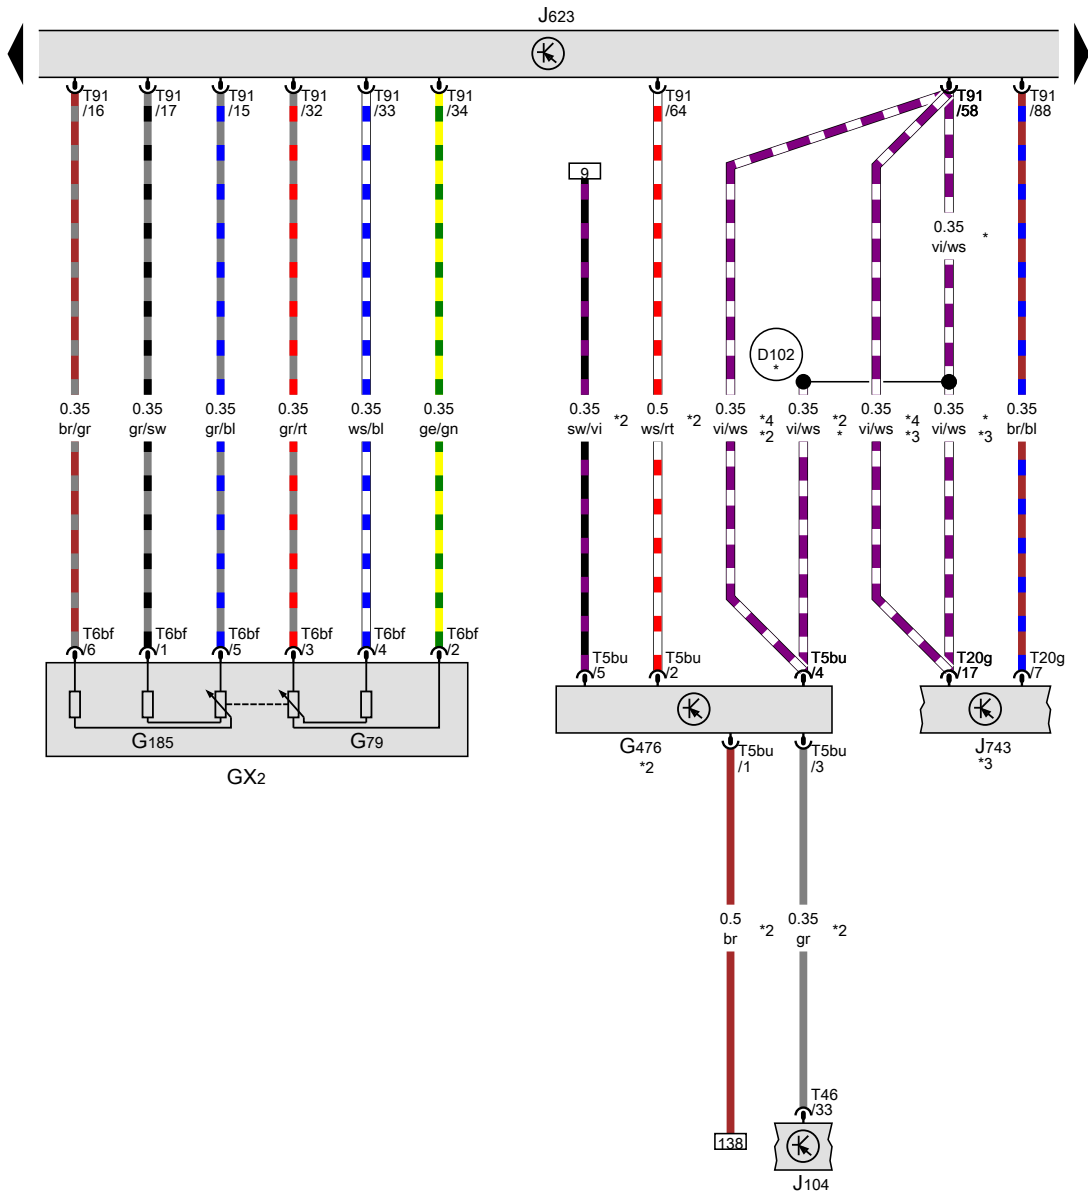 J623
T91
/16
T91
/17
T91
/15
T91
/32
T91
/33
T91
/34
T91
/64
T91
/58
T91
/88
9
0.35
vi/ws
*
D102
*
0.35
br/gr
0.35
gr/sw
0.35
gr/bl
0.35
gr/rt
0.35
ws/bl
0.35
ge/gn
0.35
sw/vi
*2
0.5
ws/rt
*2
0.35
vi/ws
*4
*2
0.35
vi/ws
*2
*
0.35
vi/ws
*4
*3
0.35
vi/ws
*
*3
0.35
br/bl
T6bf
/6
T6bf
/1
T6bf
/5
T6bf
/3
T6bf
/4
T6bf
/2
T5bu
/5
T5bu
/2
T5bu
/4
T20g
/17
T20g
/7
G185
G79
GX2
G476
*2
T5bu
/1
T5bu
/3
J743
*3
0.5
br
*2
0.35
gr
*2
T46
/33
138
J104